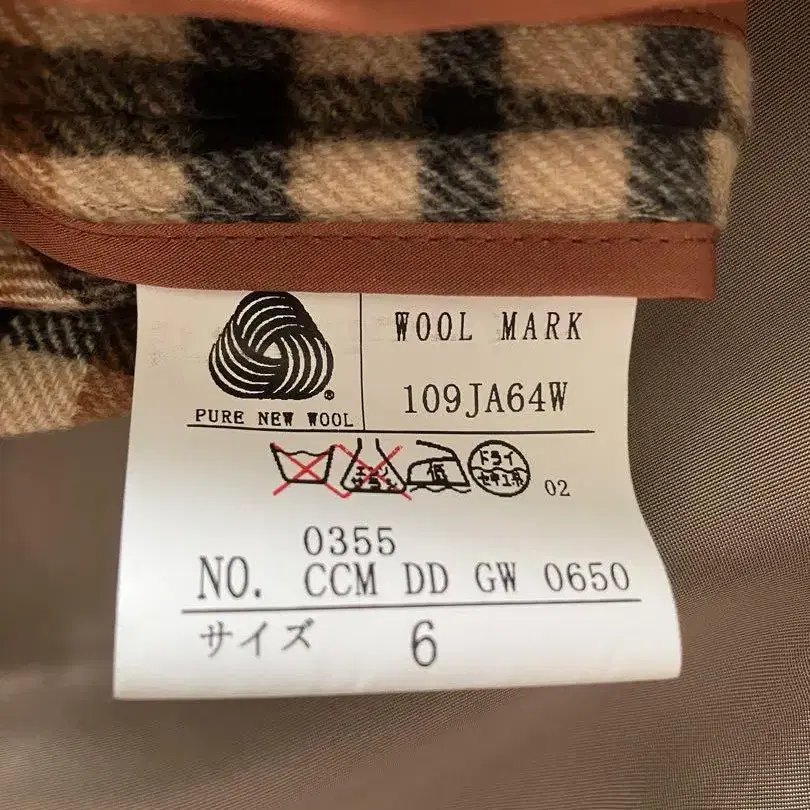 WOOL MARK
®
PURE NEW WOOL
109JA64W
エンソ
サラシ
低
ドライ
セキユ系
02
0355
NO. CCM DD GW 0650
サイズ 6